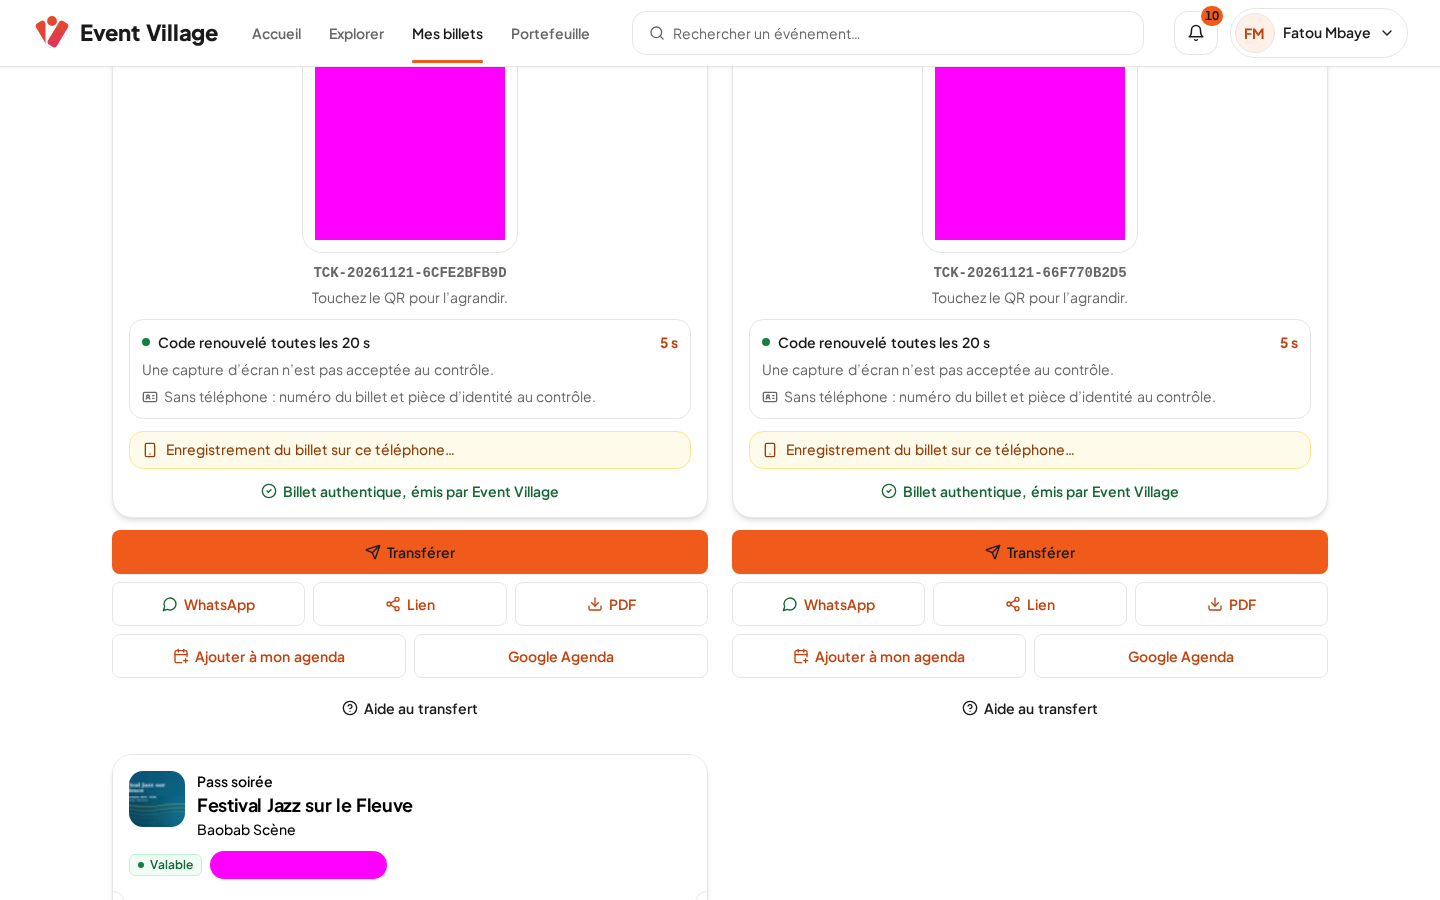 Event Village
Accueil
Explorer
Mes billets
Portefeuille
Rechercher un événement…
10
FM
Fatou Mbaye
TCK-20261121-6CFE2BFB9D
Touchez le QR pour l'agrandir.
Code renouvelé toutes les 20 s
5 s
Une capture d'écran n'est pas acceptée au contrôle.
Sans téléphone : numéro du billet et pièce d'identité au contrôle.
Enregistrement du billet sur ce téléphone…
Billet authentique, émis par Event Village
Transférer
WhatsApp
Lien
PDF
Ajouter à mon agenda
Google Agenda
Aide au transfert
TCK-20261121-66F770B2D5
Touchez le QR pour l'agrandir.
Code renouvelé toutes les 20 s
5 s
Une capture d'écran n'est pas acceptée au contrôle.
Sans téléphone : numéro du billet et pièce d'identité au contrôle.
Enregistrement du billet sur ce téléphone…
Billet authentique, émis par Event Village
Transférer
WhatsApp
Lien
PDF
Ajouter à mon agenda
Google Agenda
Aide au transfert
Pass soirée
Festival Jazz sur le Fleuve
Baobab Scène
Valable